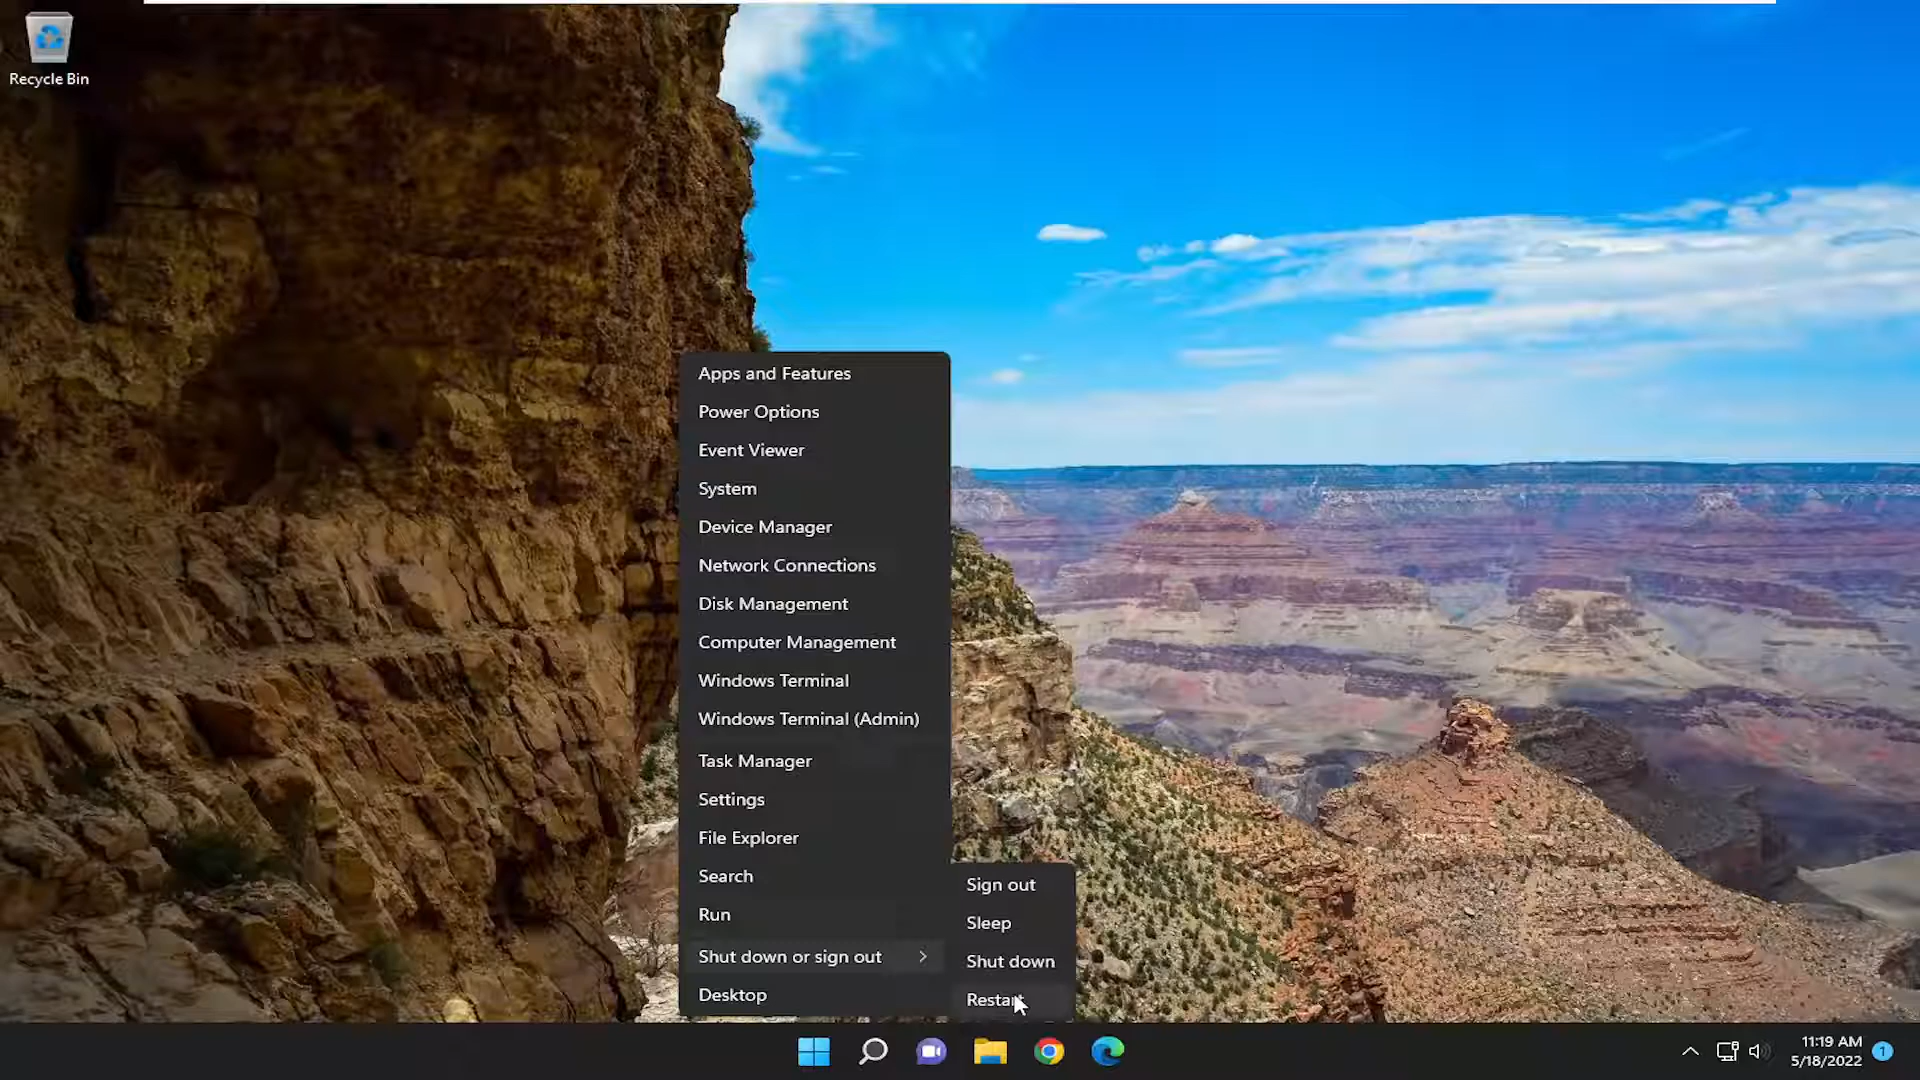 Recycle Bin
Apps and Features
Power Options
Event Viewer
System
Device Manager
Network Connections
Disk Management
Computer Management
Windows Terminal
Windows Terminal (Admin)
Task Manager
Settings
File Explorer
Search
Run
Shut down or sign out
Desktop
Sign out
Sleep
Shut down
Restart
11:19 AM
5/18/2022
1